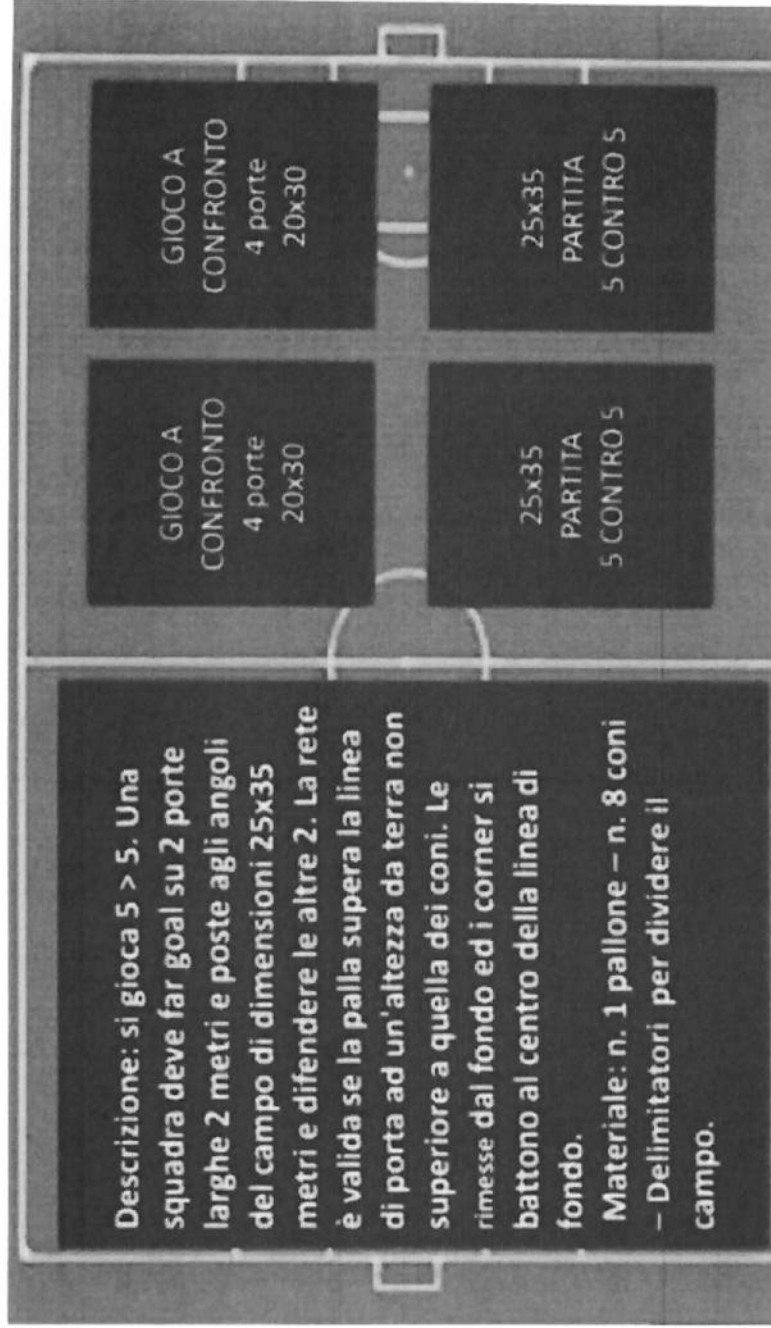 Descrizione: si gioca 5 > 5. Una
squadra deve far goal su 2 porte
larghe 2 metri e poste agli angoli
del campo di dimensioni 25x35
metri e difendere le altre 2. La rete
è valida se la palla supera la linea
di porta ad un'altezza da terra non
superiore a quella dei coni. Le
rimesse dal fondo ed i corner si
battono al centro della linea di
fondo.
Materiale: n. 1 pallone – n. 8 coni
– Delimitatori per dividere il
campo.
GIOCO A
CONFRONTO
4 porte
20x30
GIOCO A
CONFRONTO
4 porte
20x30
25x35
PARTITA
5 CONTRO 5
25x35
PARTITA
5 CONTRO 5